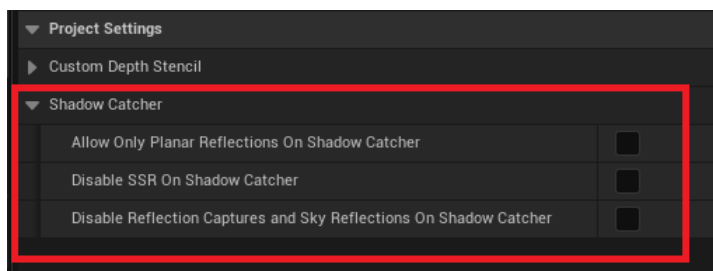 Project Settings
Custom Depth Stencil
Shadow Catcher
Allow Only Planar Reflections On Shadow Catcher
Disable SSR On Shadow Catcher
Disable Reflection Captures and Sky Reflections On Shadow Catcher